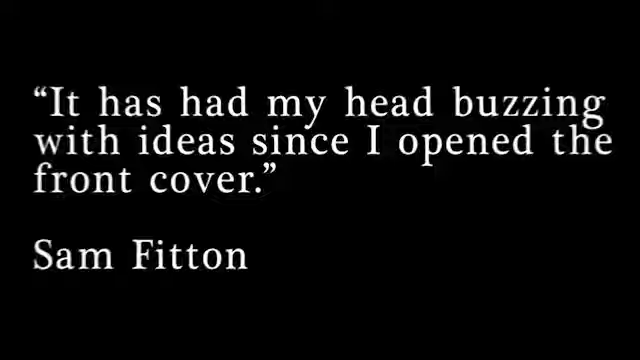 “It has had my head buzzing
with ideas since I opened the
front cover.”
Sam Fitton